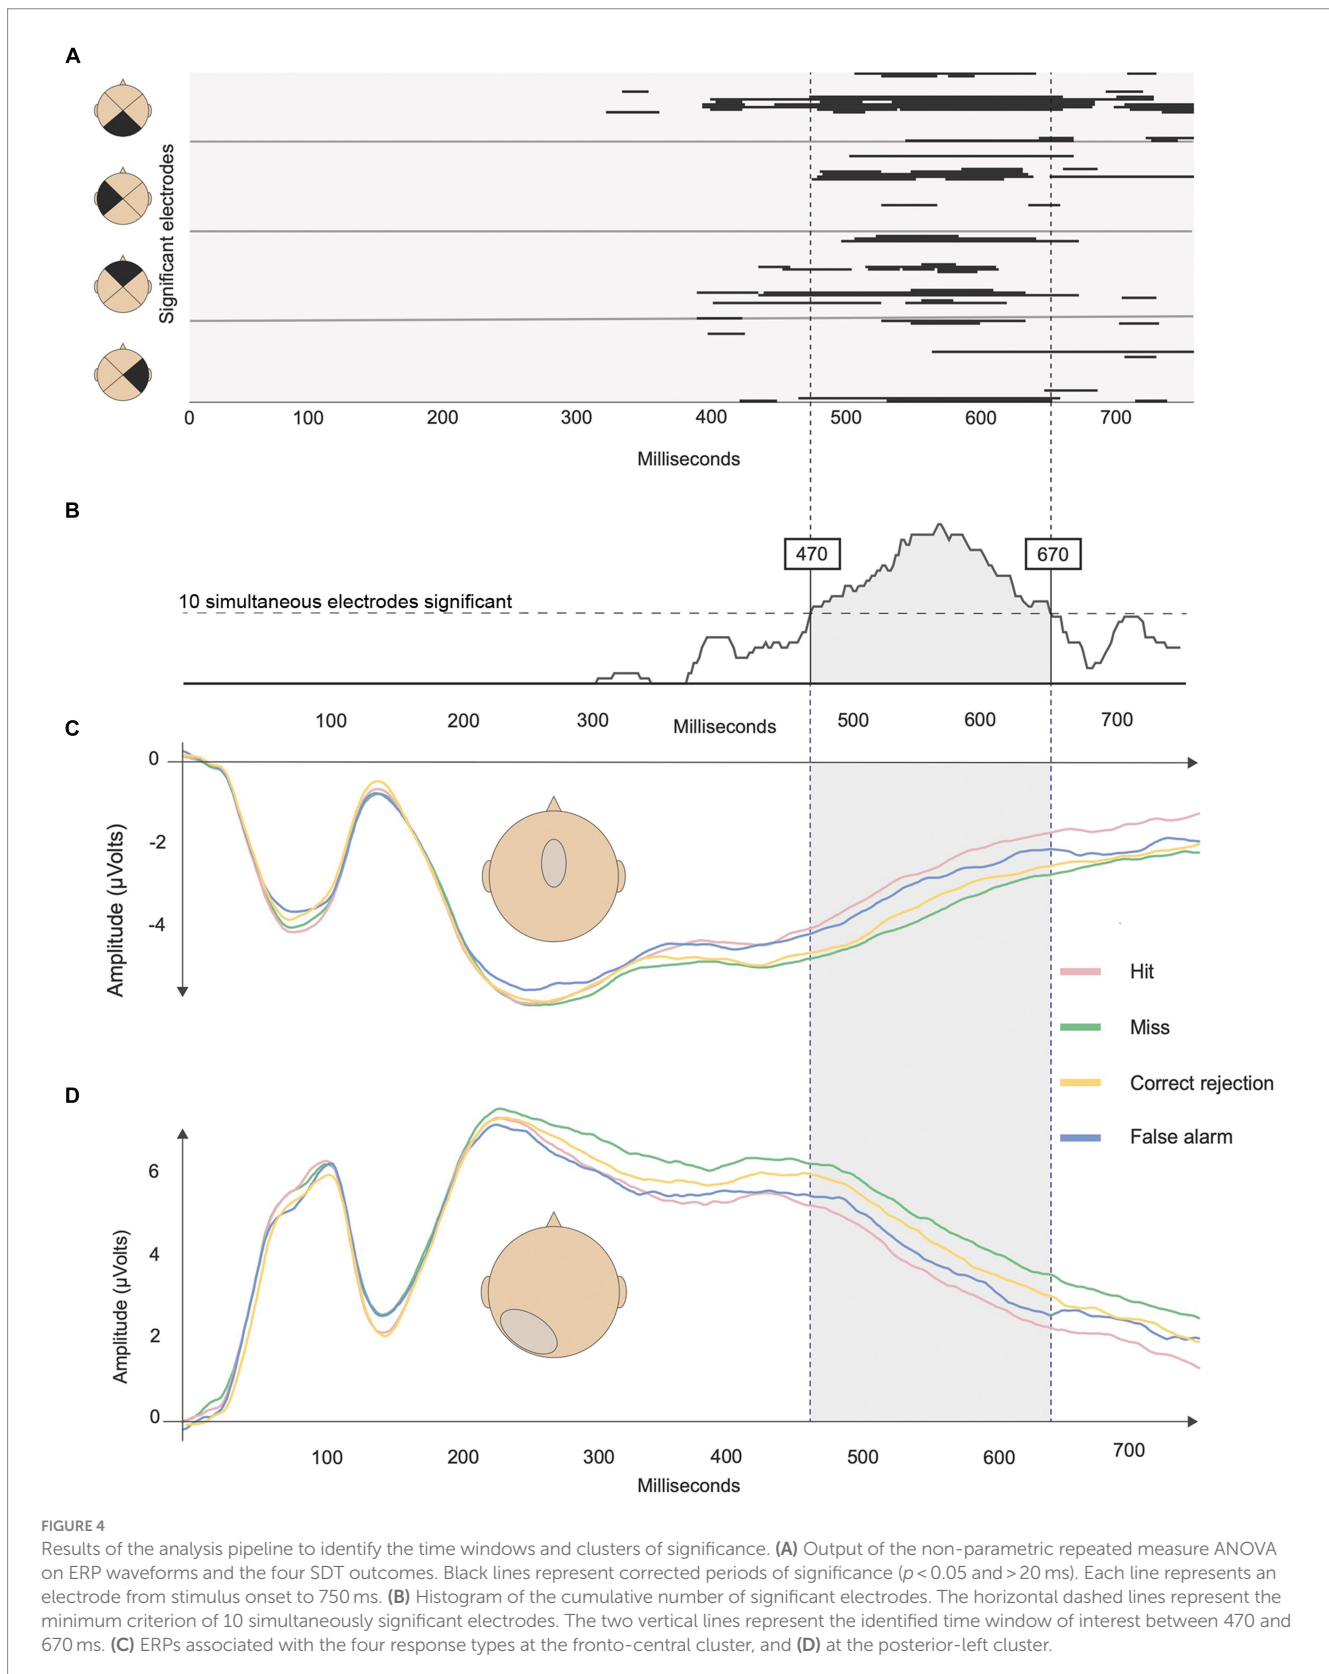 A
Significant electrodes
0 100 200 300 400 500 600 700
Milliseconds
B
470 670
10 simultaneous electrodes significant
100 200 300 Milliseconds 500 600 700
C
0
-2
-4
Amplitude (µVolts)
Hit
Miss
Correct rejection
False alarm
D
6
4
2
0
Amplitude (µVolts)
100 200 300 400 500 600 700
Milliseconds
FIGURE 4
Results of the analysis pipeline to identify the time windows and clusters of significance. (A) Output of the non-parametric repeated measure ANOVA
on ERP waveforms and the four SDT outcomes. Black lines represent corrected periods of significance (p < 0.05 and > 20 ms). Each line represents an
electrode from stimulus onset to 750 ms. (B) Histogram of the cumulative number of significant electrodes. The horizontal dashed lines represent the
minimum criterion of 10 simultaneously significant electrodes. The two vertical lines represent the identified time window of interest between 470 and
670 ms. (C) ERPs associated with the four response types at the fronto-central cluster, and (D) at the posterior-left cluster.